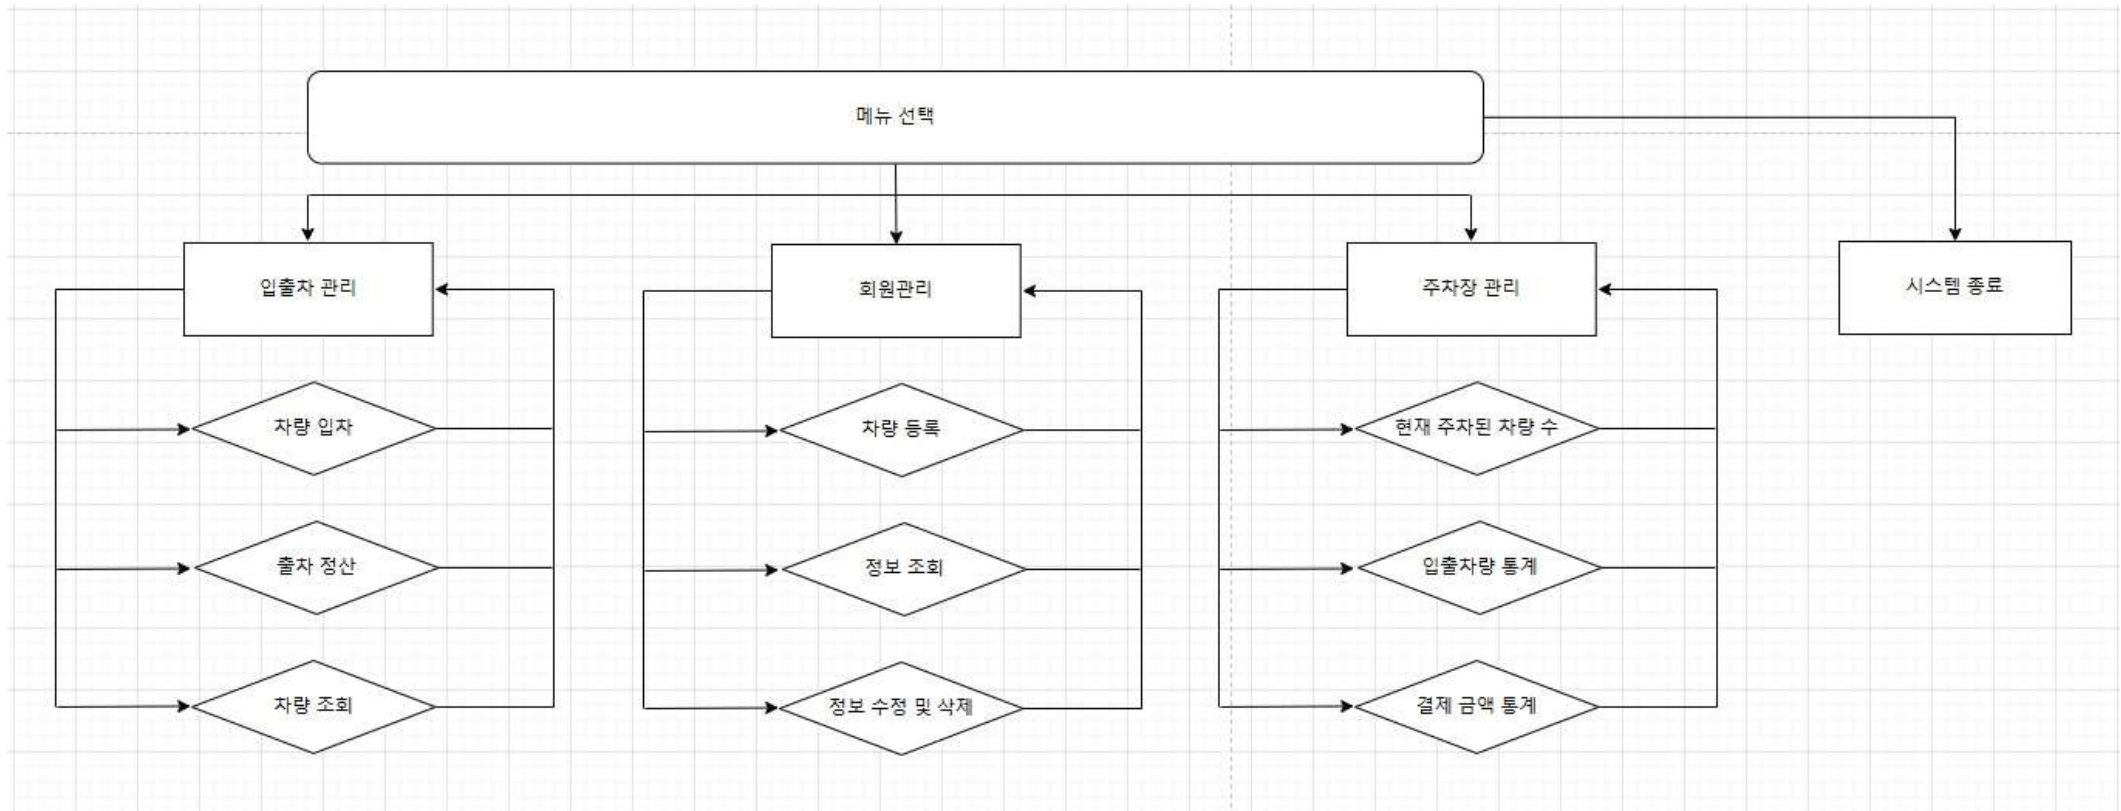 메뉴 선택
입출차 관리
회원관리
주차장 관리
시스템 종료
차량 입차
차량 등록
현재 주차된 차량 수
출차 정산
정보 조회
입출차량 통계
차량 조회
정보 수정 및 삭제
결제 금액 통계